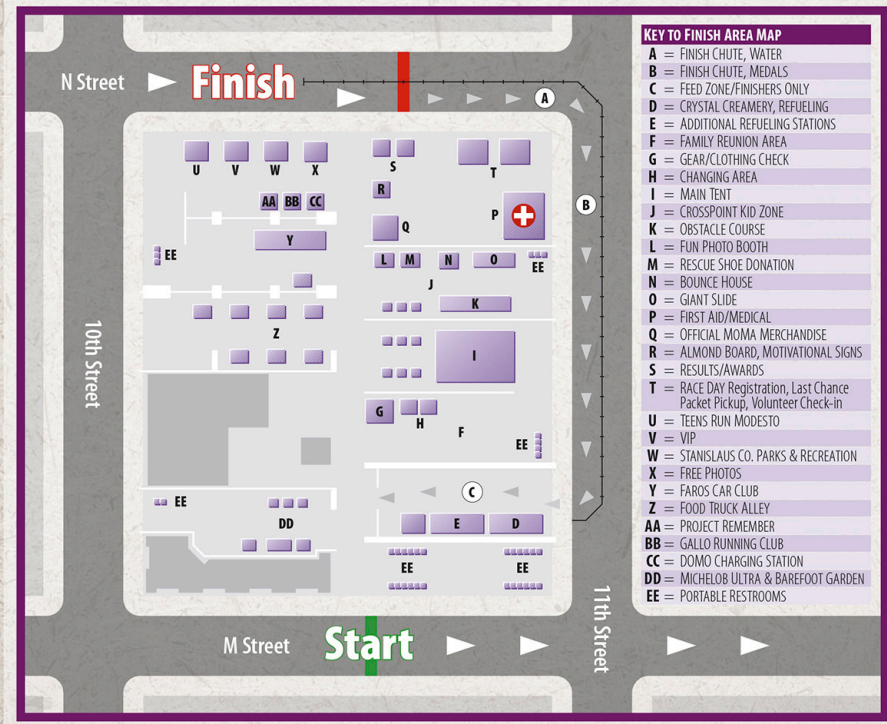 N Street
Finish
A
B
U
V
W
X
S
T
R
P
Q
AA
BB
CC
Y
EE
L
M
N
O
EE
J
K
Z
I
G
H
F
EE
C
EE
DD
E
D
EE
EE
10th Street
11th Street
M Street
Start
KEY TO FINISH AREA MAP
A = FINISH CHUTE, WATER
B = FINISH CHUTE, MEDALS
C = FEED ZONE/FINISHERS ONLY
D = CRYSTAL CREAMERY, REFUELING
E = ADDITIONAL REFUELING STATIONS
F = FAMILY REUNION AREA
G = GEAR/CLOTHING CHECK
H = CHANGING AREA
I = MAIN TENT
J = CROSSPOINT KID ZONE
K = OBSTACLE COURSE
L = FUN PHOTO BOOTH
M = RESCUE SHOE DONATION
N = BOUNCE HOUSE
O = GIANT SLIDE
P = FIRST AID/MEDICAL
Q = OFFICIAL MOMA MERCHANDISE
R = ALMOND BOARD, MOTIVATIONAL SIGNS
S = RESULTS/AWARDS
T = RACE DAY Registration, Last Chance
Packet Pickup, Volunteer Check-in
U = TEENS RUN MODESTO
V = VIP
W = STANISLAUS CO. PARKS & RECREATION
X = FREE PHOTOS
Y = FAROS CAR CLUB
Z = FOOD TRUCK ALLEY
AA = PROJECT REMEMBER
BB = GALLO RUNNING CLUB
CC = DOMO CHARGING STATION
DD = MICHELOB ULTRA & BAREFOOT GARDEN
EE = PORTABLE RESTROOMS